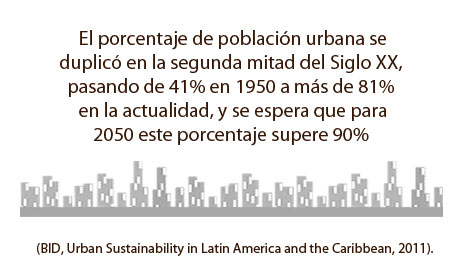 El porcentaje de población urbana se
duplicó en la segunda mitad del Siglo XX,
pasando de 41% en 1950 a más de 81%
en la actualidad, y se espera que para
2050 este porcentaje supere 90%
(BID, Urban Sustainability in Latin America and the Caribbean, 2011).